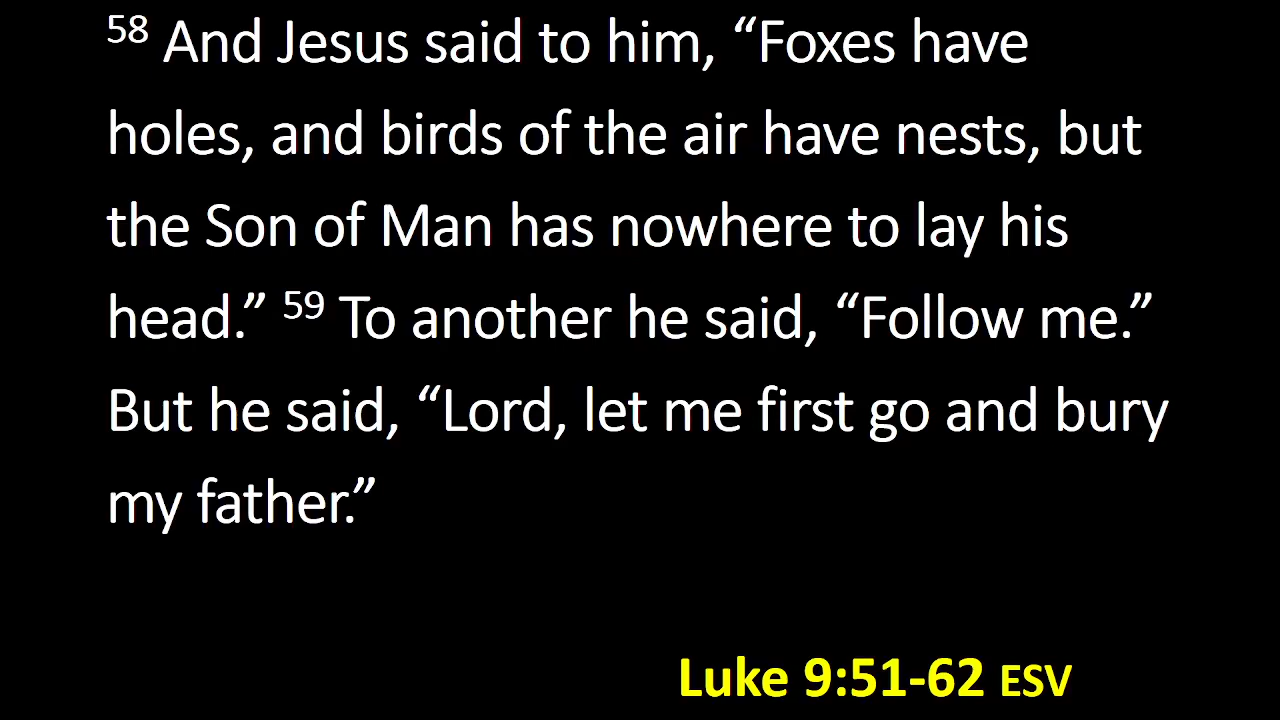 58 And Jesus said to him, “Foxes have
holes, and birds of the air have nests, but
the Son of Man has nowhere to lay his
head.” 59 To another he said, “Follow me.”
But he said, “Lord, let me first go and bury
my father.”
Luke 9:51-62 ESV